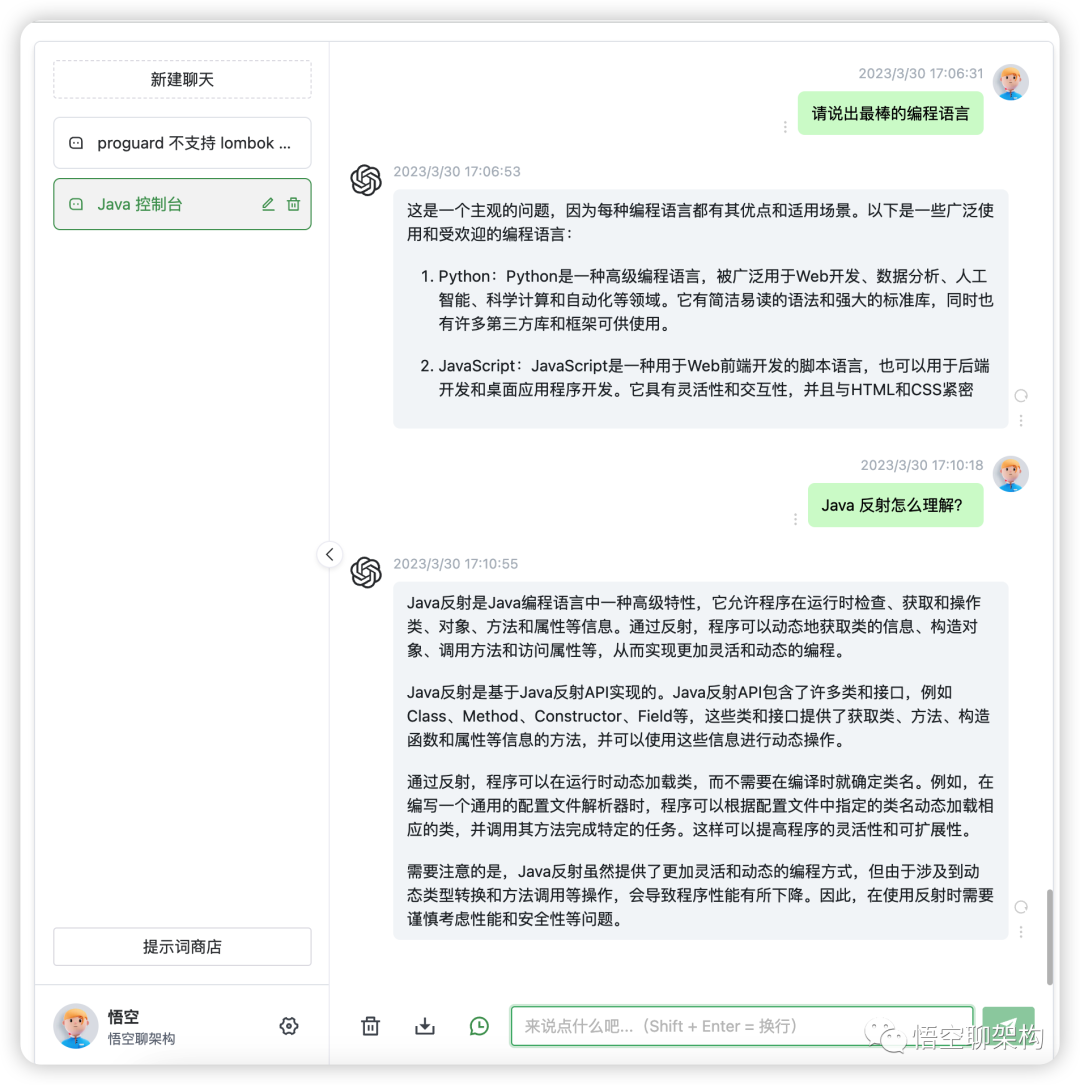 新建聊天
proguard 不支持 lombok ...
Java 控制台
提示词商店
悟空
悟空聊架构
2023/3/30 17:06:31
请说出最棒的编程语言
2023/3/30 17:06:53
这是一个主观的问题，因为每种编程语言都有其优点和适用场景。以下是一些广泛使
用和受欢迎的编程语言：
1. Python：Python是一种高级编程语言，被广泛用于Web开发、数据分析、人工
智能、科学计算和自动化等领域。它有简洁易读的语法和强大的标准库，同时也
有许多第三方库和框架可供使用。
2. JavaScript：JavaScript是一种用于Web前端开发的脚本语言，也可以用于后端
开发和桌面应用程序开发。它具有灵活性和交互性，并且与HTML和CSS紧密
2023/3/30 17:10:18
Java 反射怎么理解?
2023/3/30 17:10:55
Java反射是Java编程语言中一种高级特性，它允许程序在运行时检查、获取和操作
类、对象、方法和属性等信息。通过反射，程序可以动态地获取类的信息、构造对
象、调用方法和访问属性等，从而实现更加灵活和动态的编程。
Java反射是基于Java反射API实现的。Java反射API包含了许多类和接口，例如
Class、Method、Constructor、Field等，这些类和接口提供了获取类、方法、构造
函数和属性等信息的方法，并可以使用这些信息进行动态操作。
通过反射，程序可以在运行时动态加载类，而不需要在编译时就确定类名。例如，在
编写一个通用的配置文件解析器时，程序可以根据配置文件中指定的类名动态加载相
应的类，并调用其方法完成特定的任务。这样可以提高程序的灵活性和可扩展性。
需要注意的是，Java反射虽然提供了更加灵活和动态的编程方式，但由于涉及到动
态类型转换和方法调用等操作，会导致程序性能有所下降。因此，在使用反射时需要
谨慎考虑性能和安全性等问题。
来说点什么吧...（Shift + Enter = 换行）
悟空聊架构